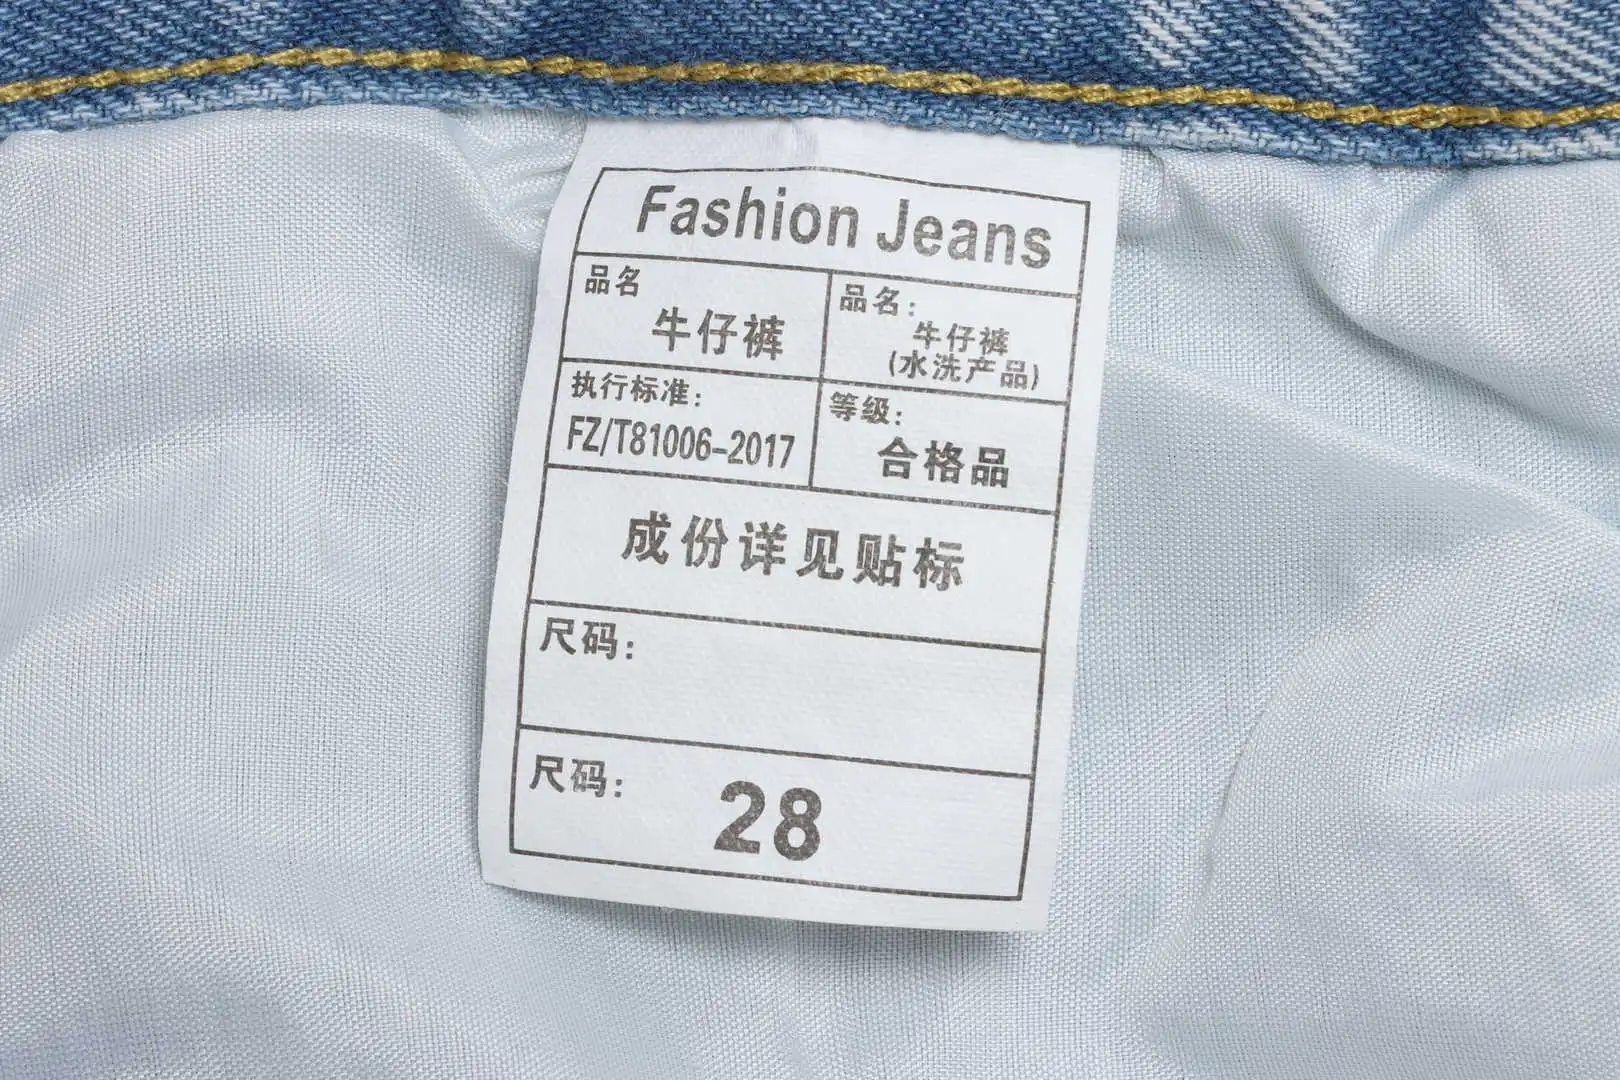 Fashion Jeans
品名
牛仔裤
品名:
牛仔裤
(水洗产品)
执行标准:
FZ/T81006-2017
等级:
合格品
成份详见贴标
尺码:
尺码:
28